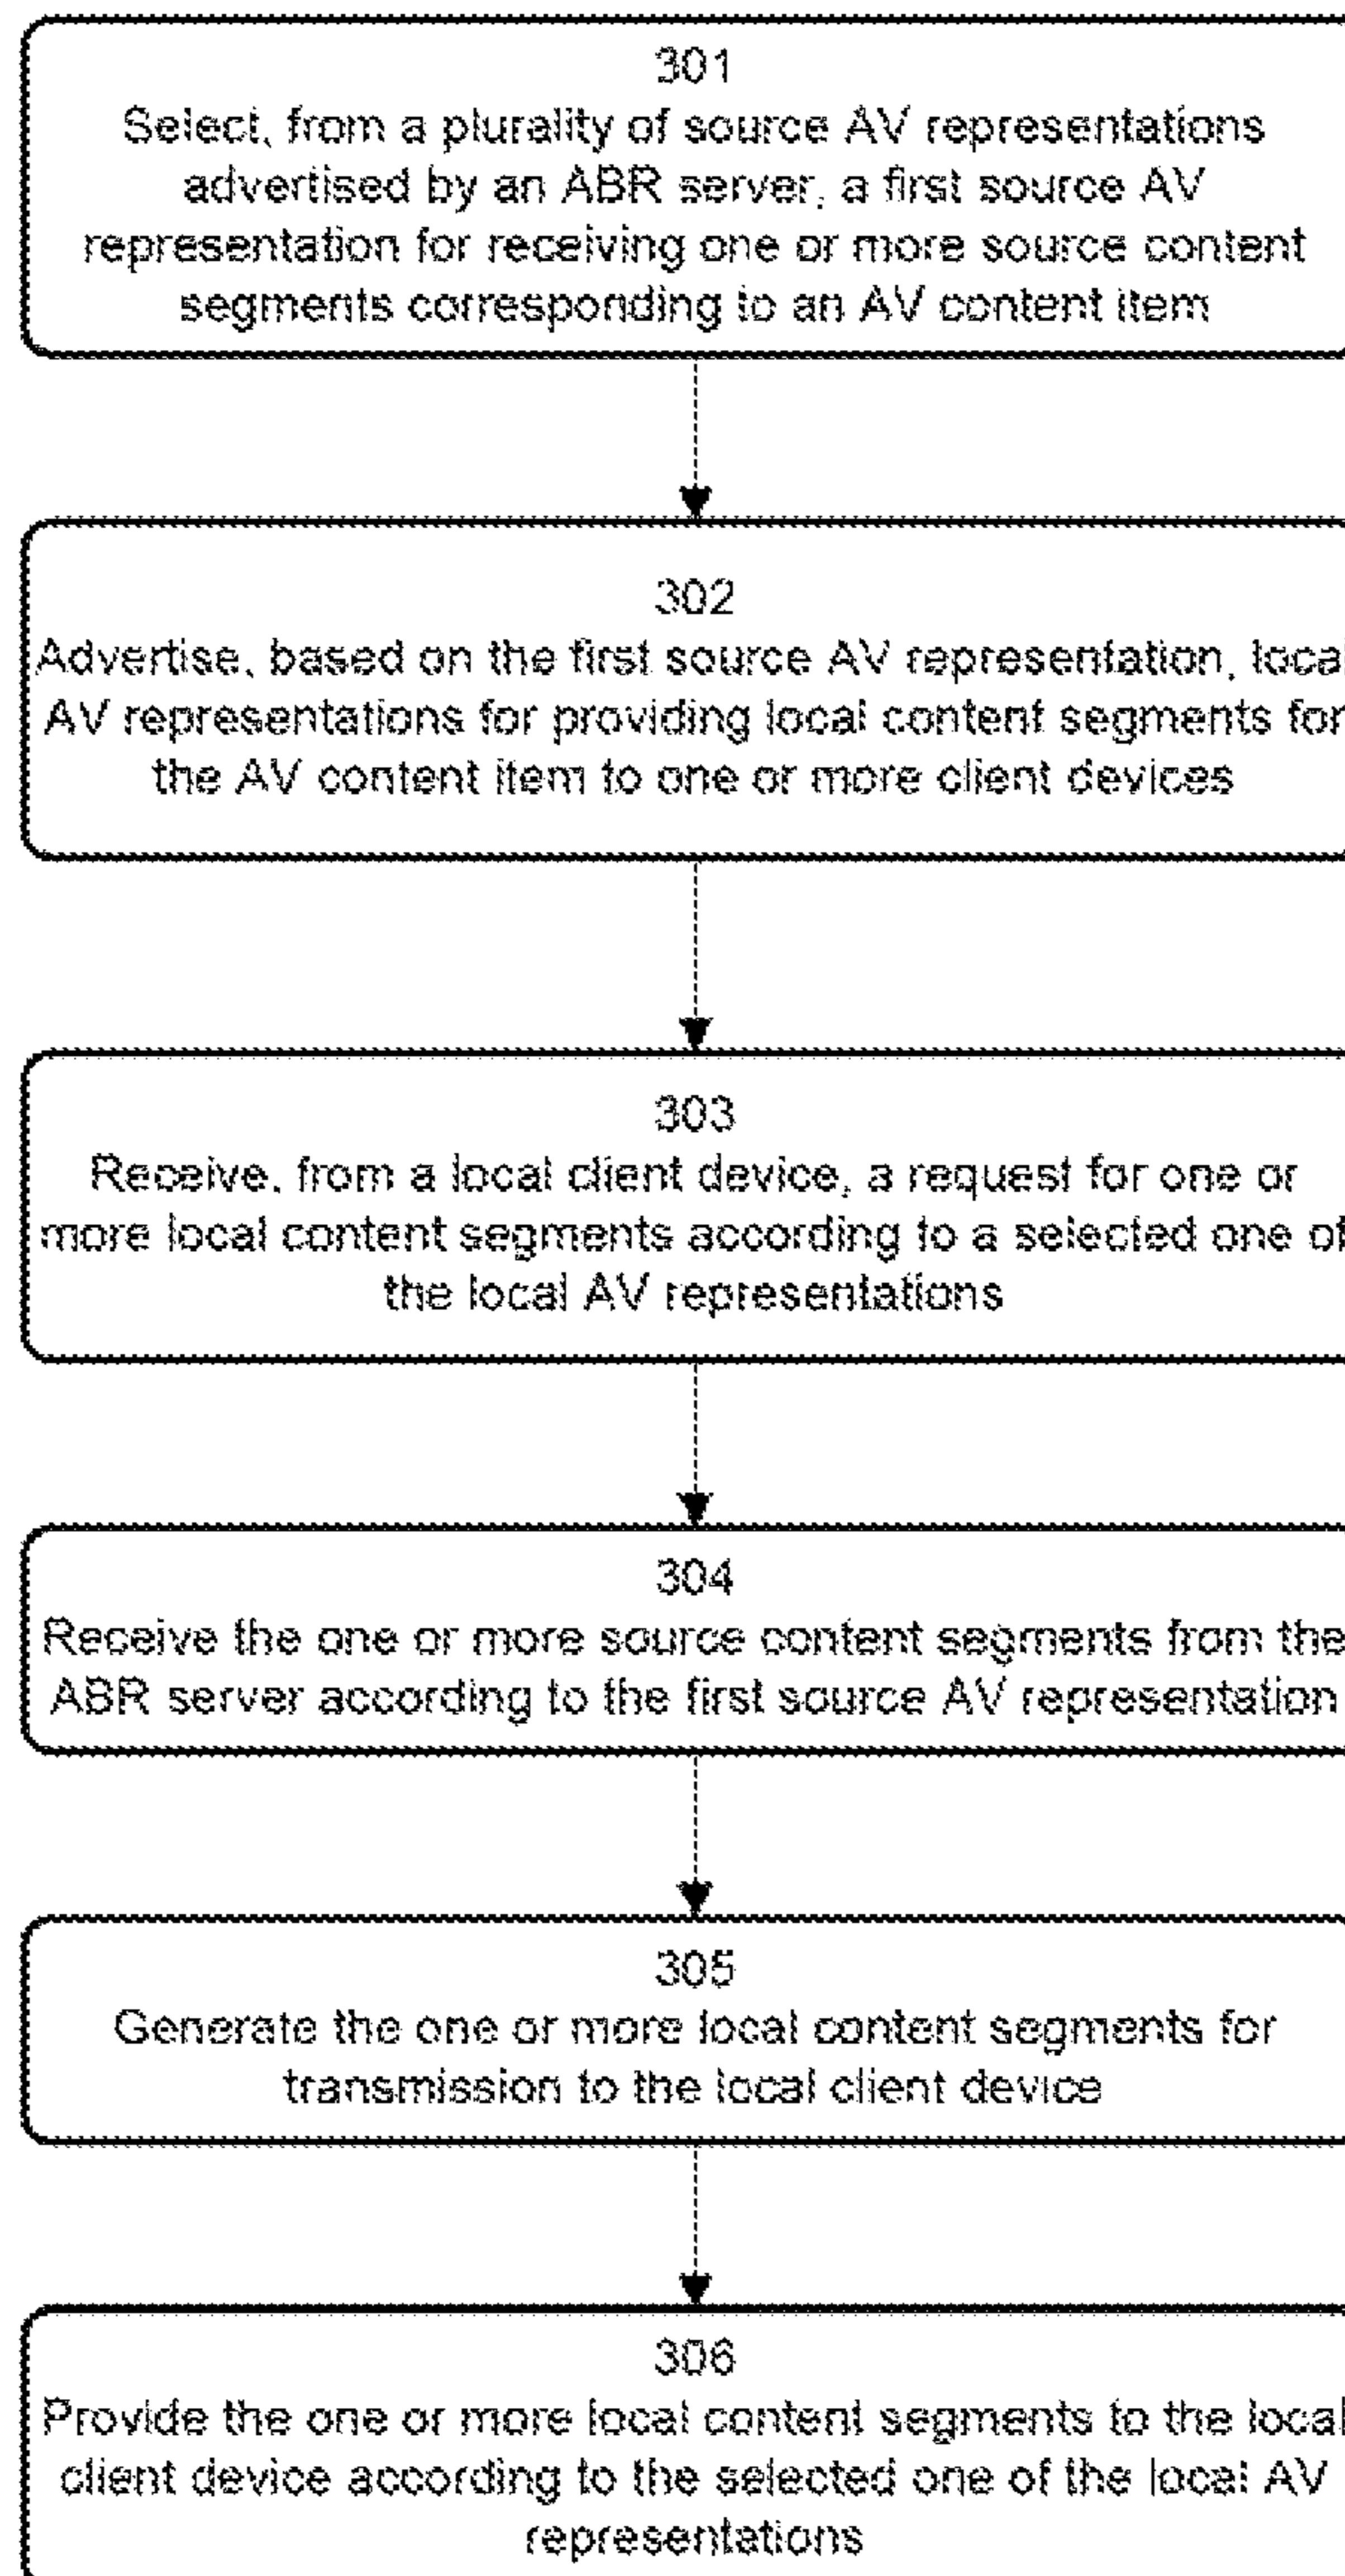 301
Select, from a plurality of source AV representations
advertised by an ABR server, a first source AV
representation for receiving one or more source content
segments corresponding to an AV content item
302
Advertise, based on the first source AV representation, local
AV representations for providing local content segments for
the AV content item to one or more client devices
303
Receive, from a local client device, a request for one or
more local content segments according to a selected one of
the local AV representations
304
Receive the one or more source content segments from the
ABR server according to the first source AV representation
305
Generate the one or more local content segments for
transmission to the local client device
306
Provide the one or more local content segments to the local
client device according to the selected one of the local AV
representations